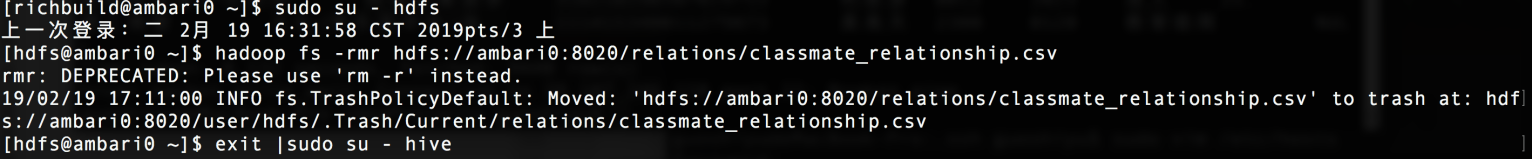 [richbuild@ambari0 ~]$ sudo su - hdfs
上一次登录：二 2月 19 16:31:58 CST 2019pts/3 上
[hdfs@ambari0 ~]$ hadoop fs -rmr hdfs://ambari0:8020/relations/classmate_relationship.csv
rmr: DEPRECATED: Please use 'rm -r' instead.
19/02/19 17:11:00 INFO fs.TrashPolicyDefault: Moved: 'hdfs://ambari0:8020/relations/classmate_relationship.csv' to trash at: hdf
s://ambari0:8020/user/hdfs/.Trash/Current/relations/classmate_relationship.csv
[hdfs@ambari0 ~]$ exit |sudo su - hive